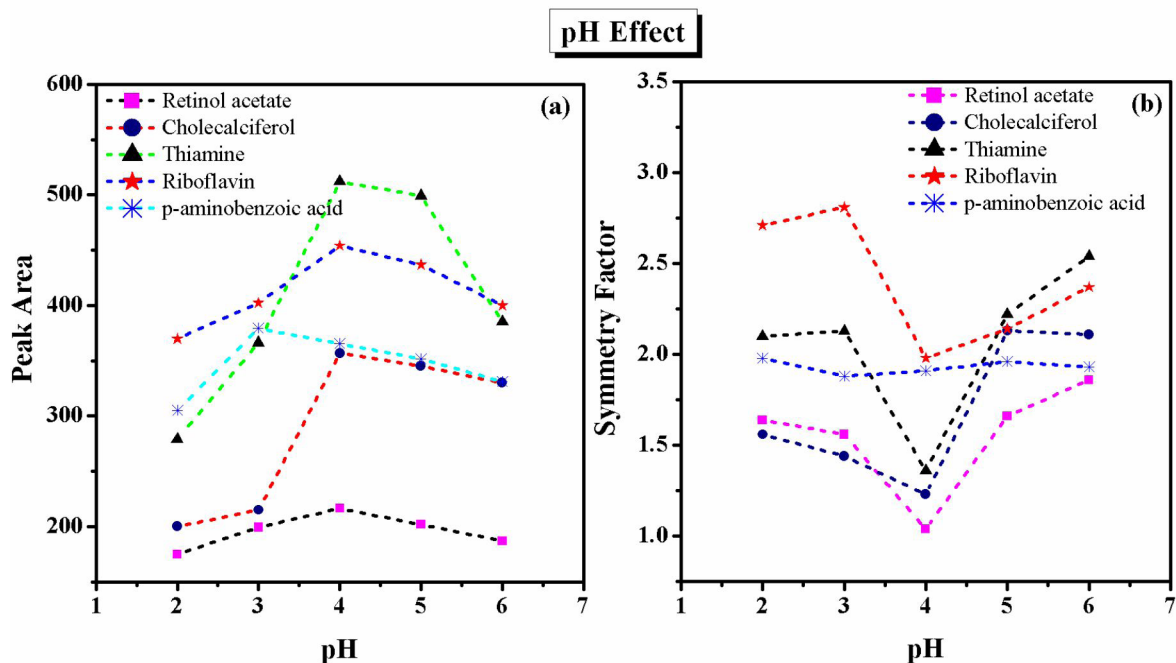 pH Effect
(a)
Retinol acetate
Cholecalciferol
Thiamine
Riboflavin
p-aminobenzoic acid
Peak Area
600
500
400
300
200
1 2 3 4 5 6 7
pH
(b)
Retinol acetate
Cholecalciferol
Thiamine
Riboflavin
p-aminobenzoic acid
Symmetry Factor
3.5
3.0
2.5
2.0
1.5
1.0
1 2 3 4 5 6 7
pH